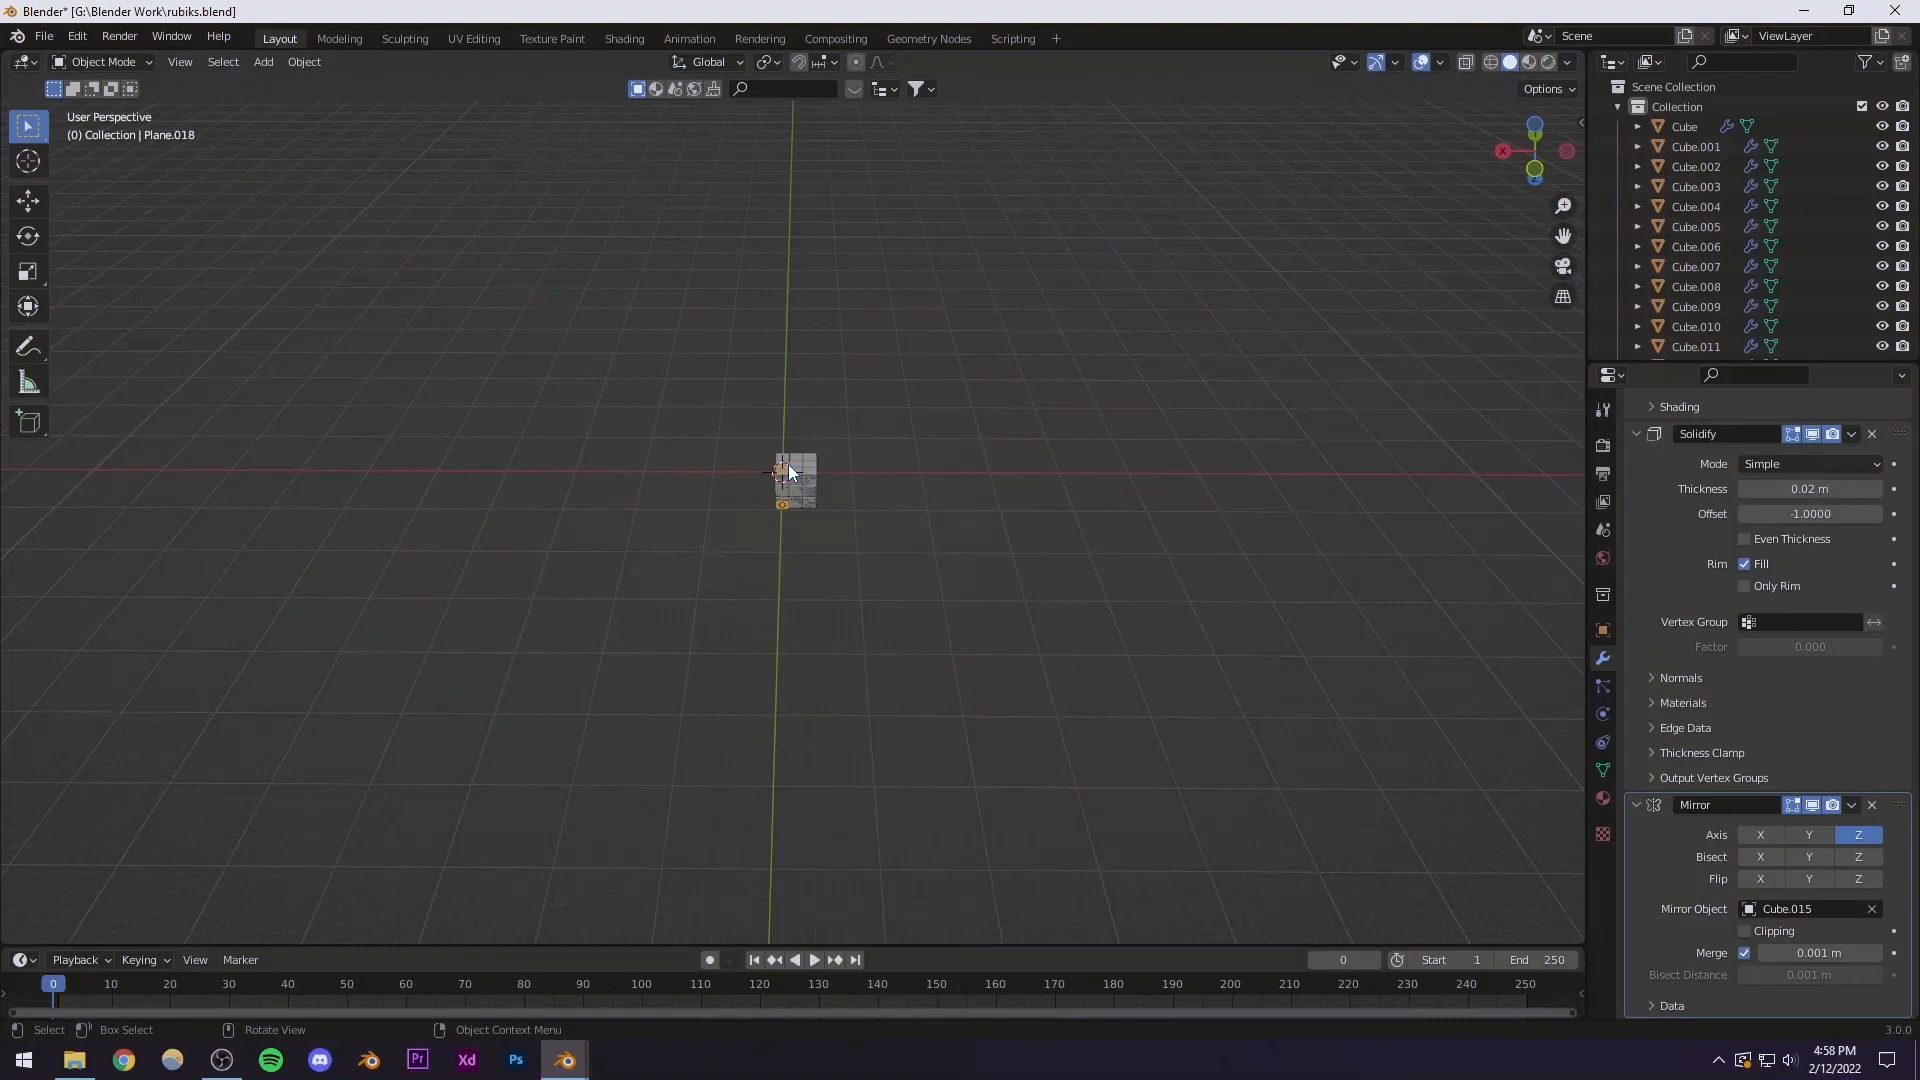 Blender* [G:\Blender Work\rubiks.blend]
File Edit Render Window Help
Layout Modeling Sculpting UV Editing Texture Paint Shading Animation Rendering Compositing Geometry Nodes Scripting +
Scene
ViewLayer
Object Mode View Select Add Object
Global
Options
User Perspective
(0) Collection | Plane.018
X
Z
Scene Collection
Collection
Cube
Cube.001
Cube.002
Cube.003
Cube.004
Cube.005
Cube.006
Cube.007
Cube.008
Cube.009
Cube.010
Cube.011
Shading
Solidify
Mode Simple
Thickness 0.02 m
Offset -1.0000
Even Thickness
Rim Fill
Only Rim
Vertex Group
Factor 0.000
Normals
Materials
Edge Data
Thickness Clamp
Output Vertex Groups
Mirror
Axis X Y Z
Bisect X Y Z
Flip X Y Z
Mirror Object Cube.015
Clipping
Merge 0.001 m
Bisect Distance 0.001 m
Data
Playback Keying View Marker
0 Start 1 End 250
0 10 20 30 40 50 60 70 80 90 100 110 120 130 140 150 160 170 180 190 200 210 220 230 240 250
Select Box Select Rotate View Object Context Menu
3.0.0
Pr Xd Ps
4:58 PM
2/12/2022